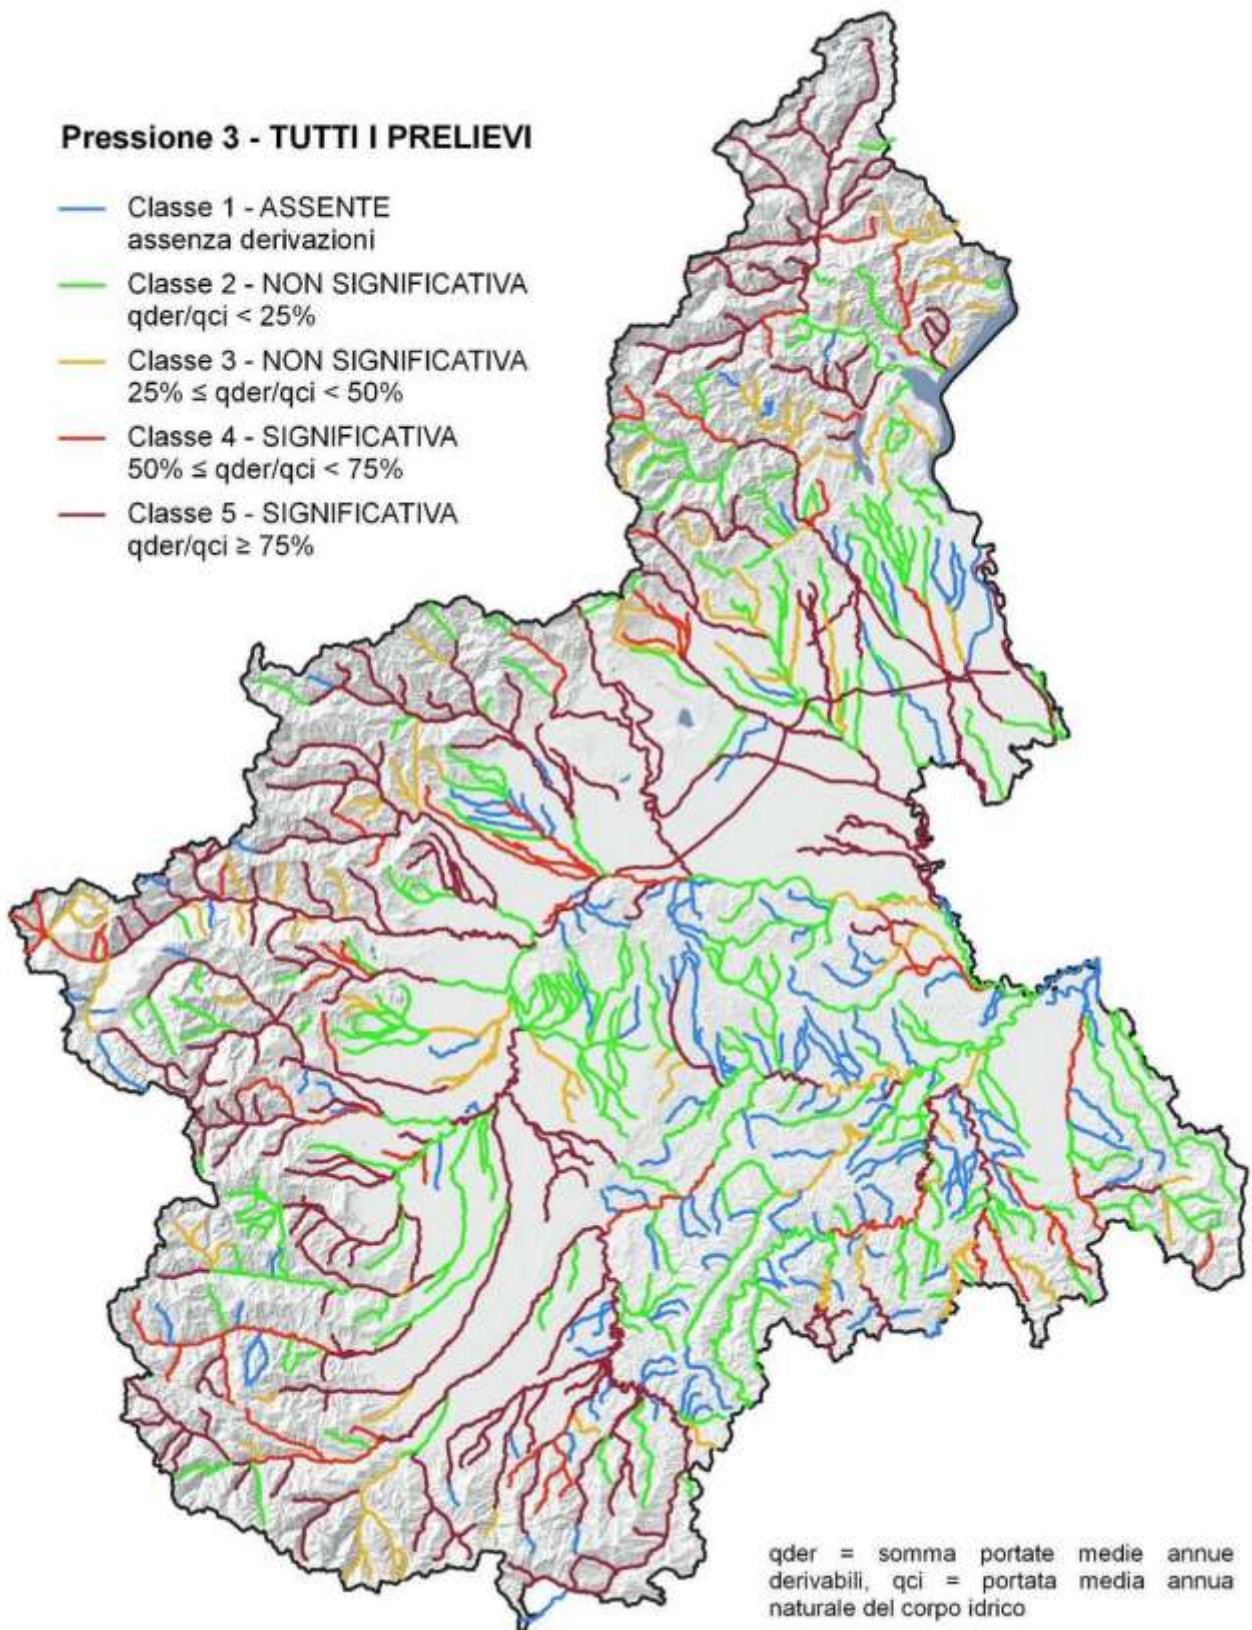 Pressione 3 - TUTTI I PRELIEVI
Classe 1 - ASSENTE
assenza derivazioni
Classe 2 - NON SIGNIFICATIVA
qder/qci < 25%
Classe 3 - NON SIGNIFICATIVA
25% ≤ qder/qci < 50%
Classe 4 - SIGNIFICATIVA
50% ≤ qder/qci < 75%
Classe 5 - SIGNIFICATIVA
qder/qci ≥ 75%
qder = somma portate medie annue
derivabili, qci = portata media annua
naturale del corpo idrico